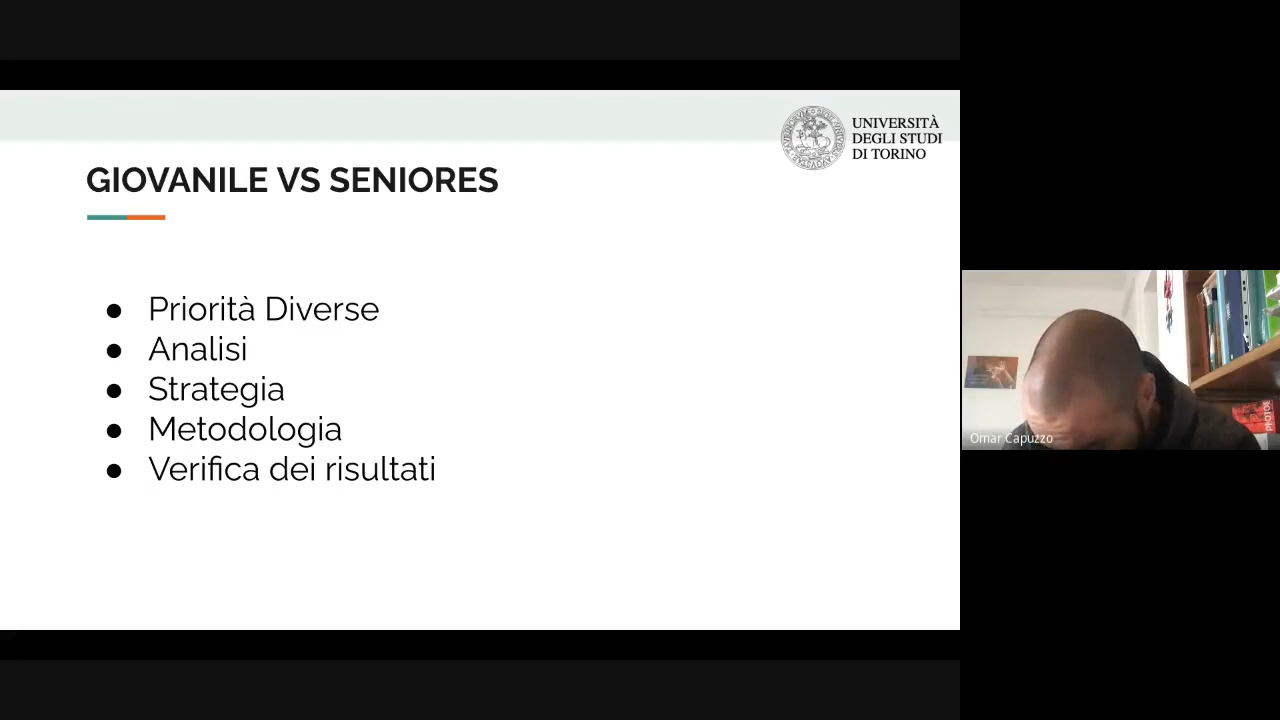 UNIVERSITÀ
DEGLI STUDI
DI TORINO
GIOVANILE VS SENIORES
● Priorità Diverse
● Analisi
● Strategia
● Metodologia
● Verifica dei risultati
Omar Capuzzo